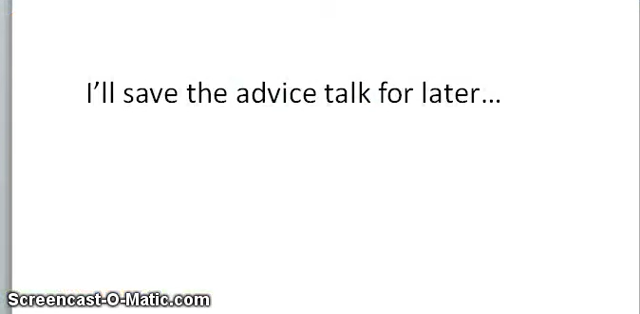 I’ll save the advice talk for later…
Screencast-O-Matic.com